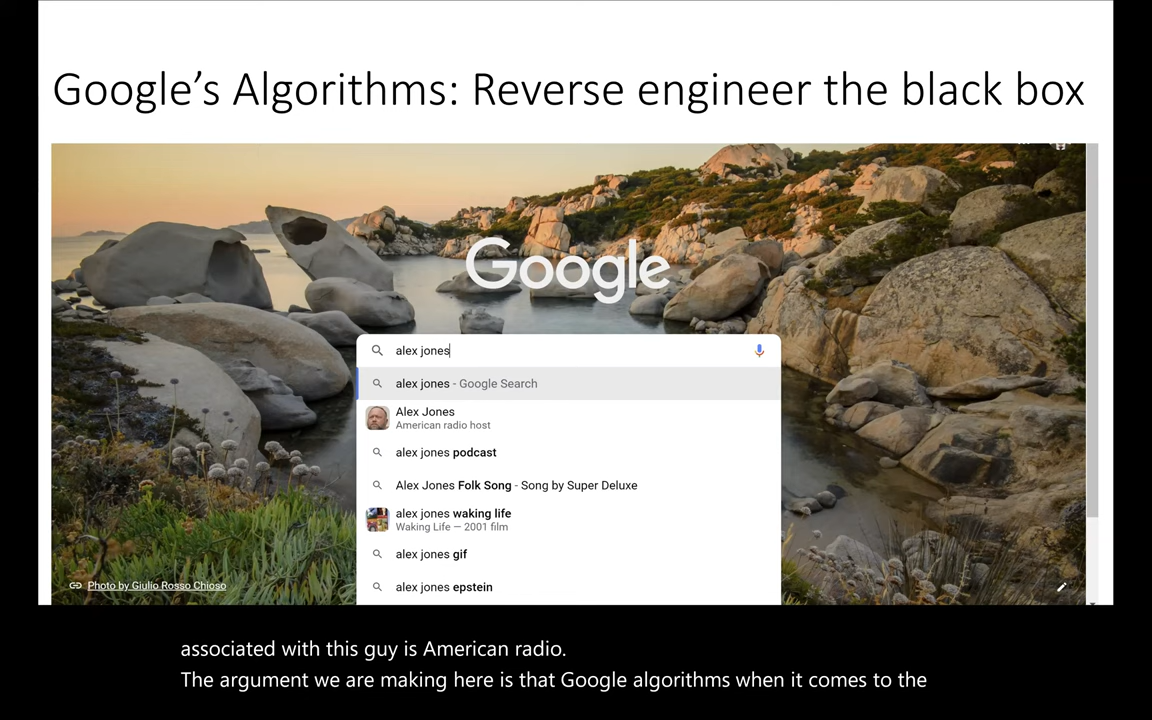 Google’s Algorithms: Reverse engineer the black box
Google
alex jones
alex jones - Google Search
Alex Jones
American radio host
alex jones podcast
Alex Jones Folk Song - Song by Super Deluxe
alex jones waking life
Waking Life — 2001 film
alex jones gif
alex jones epstein
Photo by Giulio Rosso Chioso
associated with this guy is American radio.
The argument we are making here is that Google algorithms when it comes to the